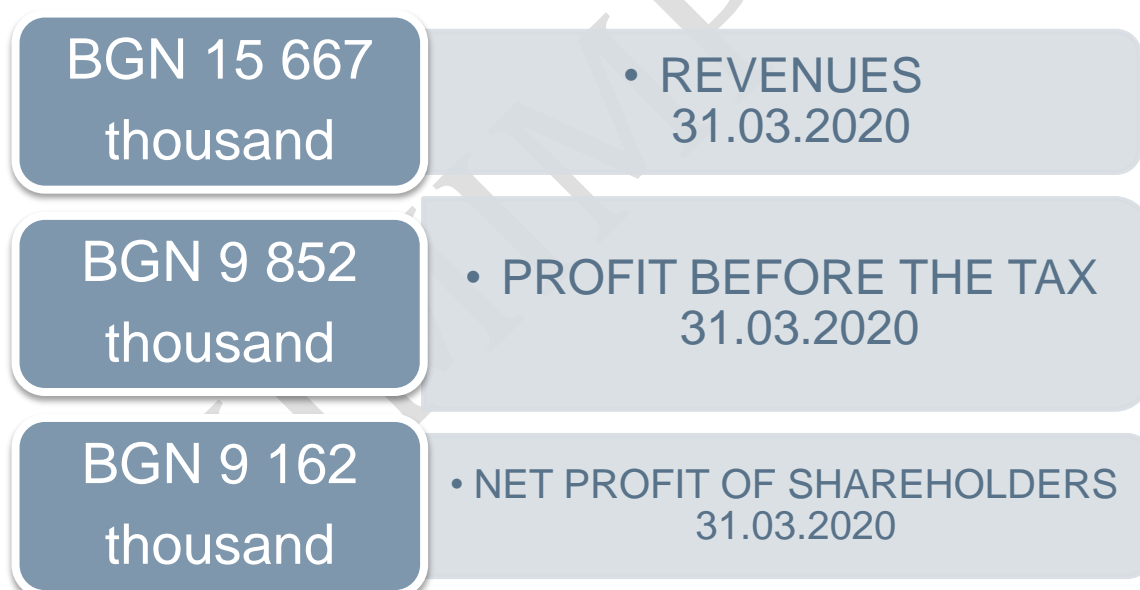 BGN 15 667
thousand
• REVENUES
31.03.2020
BGN 9 852
thousand
• PROFIT BEFORE THE TAX
31.03.2020
BGN 9 162
thousand
• NET PROFIT OF SHAREHOLDERS
31.03.2020